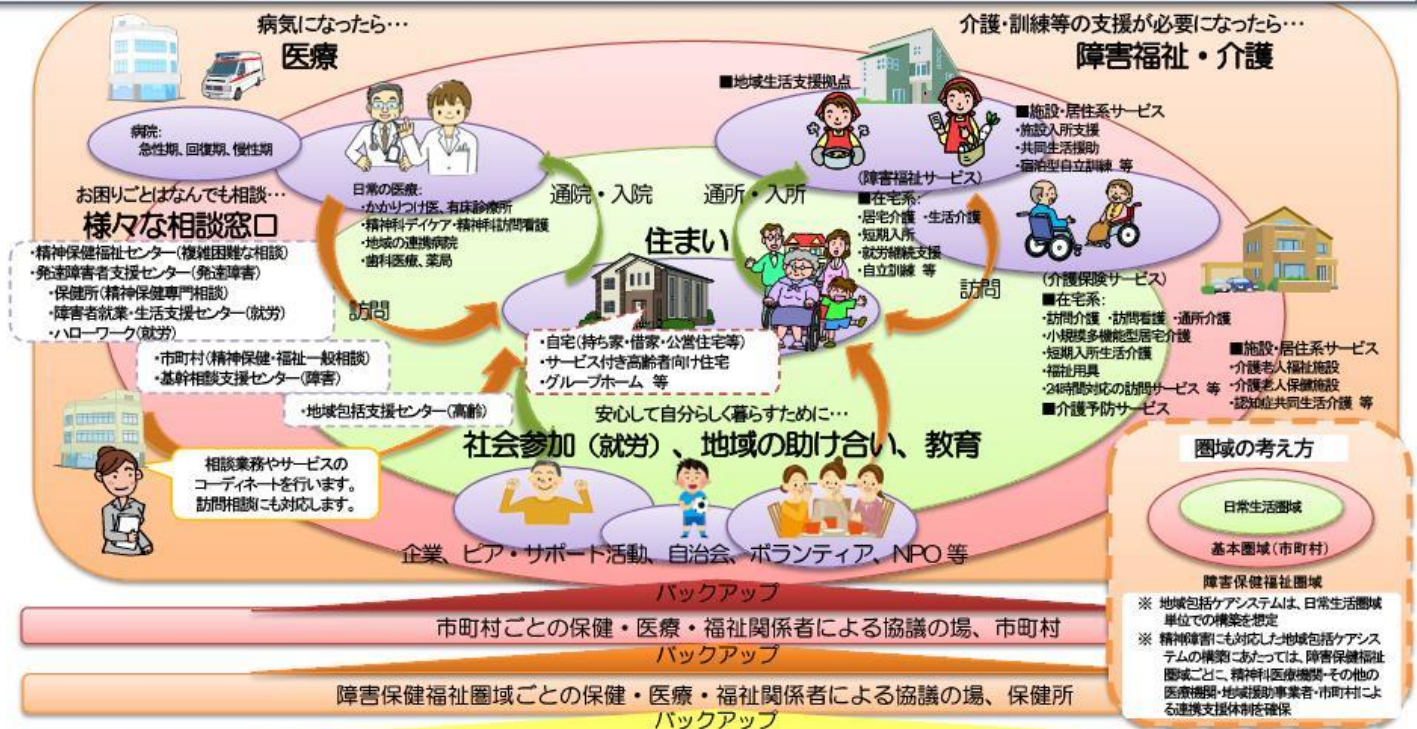 病気になったら…
医療
病院:
急性期、回復期、慢性期
日常の医療:
・かかりつけ医、有床診療所
・精神科デイケア・精神科訪問看護
・地域の連携病院
・歯科医療、薬局
お困りごとはなんでも相談…
様々な相談窓口
・精神保健福祉センター(複雑困難な相談)
・発達障害者支援センター(発達障害)
・保健所(精神保健専門相談)
・障害者就業・生活支援センター(就労)
・ハローワーク(就労)
・市町村(精神保健・福祉一般相談)
・基幹相談支援センター(障害)
・地域包括支援センター(高齢)
相談業務やサービスの
コーディネートを行います。
訪問相談にも対応します。
訪問
通院・入院
通所・入所
住まい
・自宅(持ち家・借家・公営住宅等)
・サービス付き高齢者向け住宅
・グループホーム 等
介護・訓練等の支援が必要になったら…
障害福祉・介護
■地域生活支援拠点
■施設・居住系サービス
・施設入所支援
・共同生活援助
・宿泊型自立訓練 等
(障害福祉サービス)
■在宅系:
・居宅介護 ・生活介護
・短期入所
・就労継続支援
・自立訓練 等
訪問
(介護保険サービス)
■在宅系:
・訪問介護 ・訪問看護 ・通所介護
・小規模多機能型居宅介護
・短期入所生活介護
・福祉用具
・24時間対応の訪問サービス 等
■介護予防サービス
■施設・居住系サービス
・介護老人福祉施設
・介護老人保健施設
・認知症共同生活介護 等
安心して自分らしく暮らすために…
社会参加(就労)、地域の助け合い、教育
企業、ピア・サポート活動、自治会、ボランティア、NPO 等
圏域の考え方
日常生活圏域
基本圏域(市町村)
障害保健福祉圏域
※ 地域包括ケアシステムは、日常生活圏域
単位での構築を想定
※ 精神障害にも対応した地域包括ケアシス
テムの構築にあたっては、障害保健福祉
圏域ごとに、精神科医療機関・その他の
医療機関・地域援助事業者・市町村によ
る連携支援体制を確保
バックアップ
市町村ごとの保健・医療・福祉関係者による協議の場、市町村
バックアップ
障害保健福祉圏域ごとの保健・医療・福祉関係者による協議の場、保健所
バックアップ